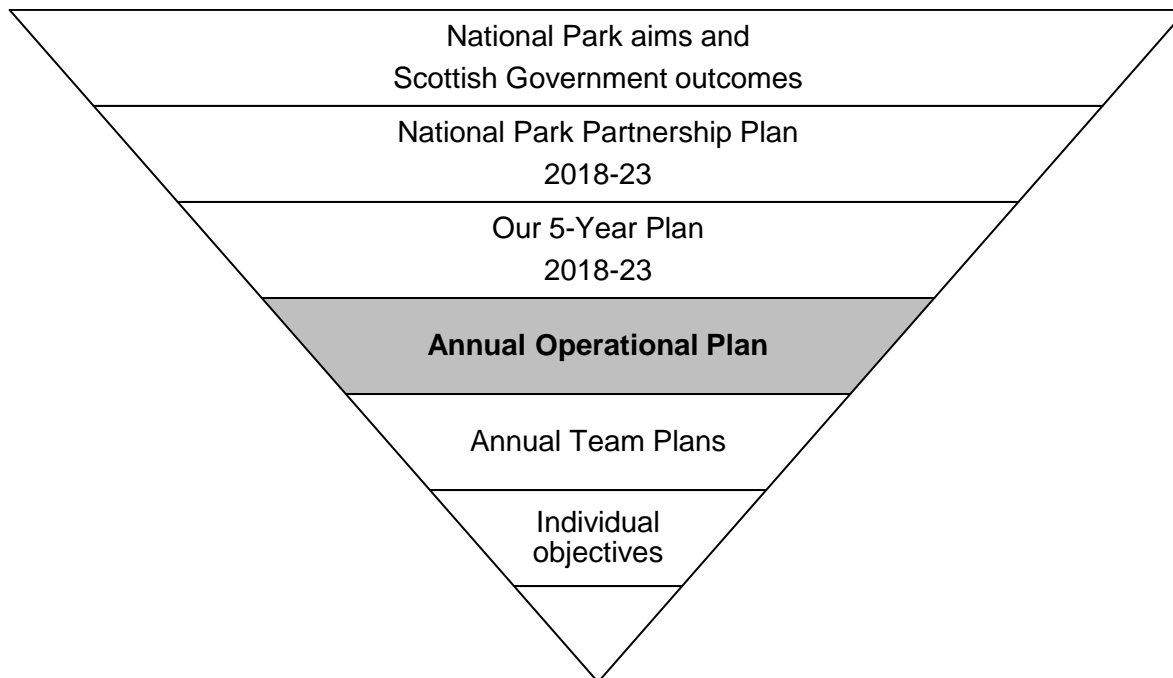 National Park aims and
Scottish Government outcomes
National Park Partnership Plan
2018-23
Our 5-Year Plan
2018-23
Annual Operational Plan
Annual Team Plans
Individual
objectives